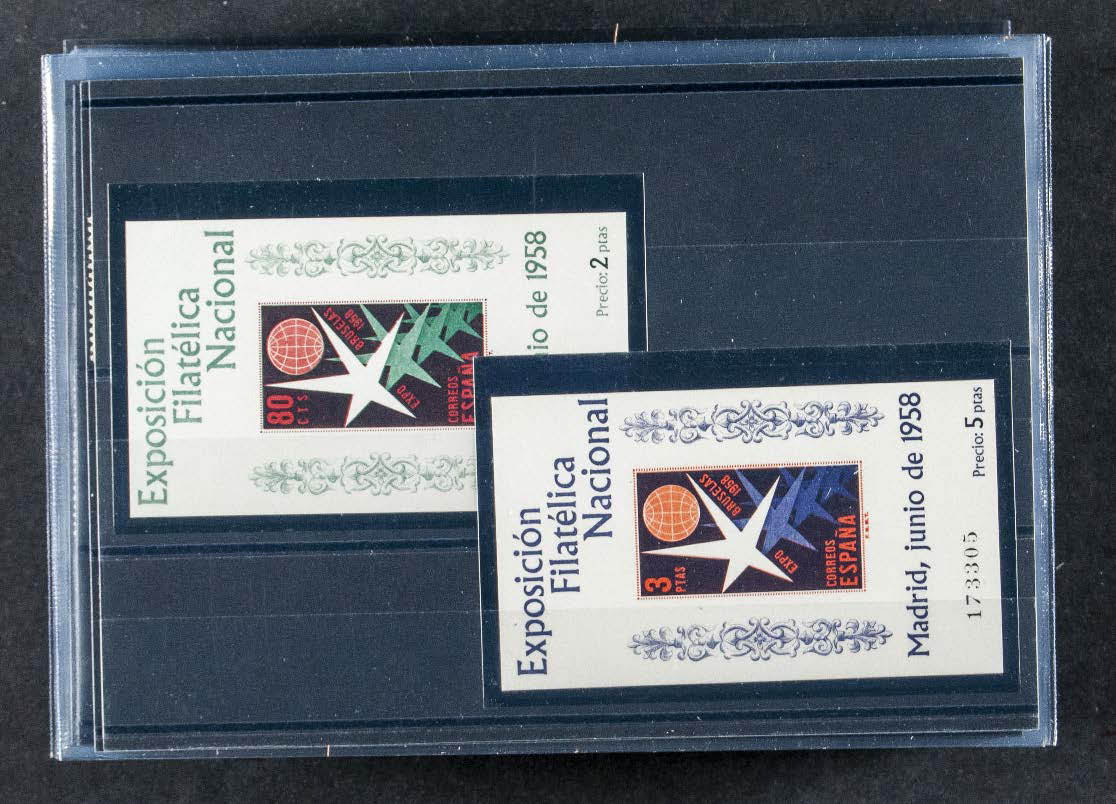 Exposición
Filatélica
Nacional
80
CTS
BRUSELAS
1958
EXPO
CORREOS
ESPAÑA
nio de 1958
Precio: 2 ptas
Exposición
Filatélica
Nacional
3
PTAS
BRUSELAS
1958
EXPO
CORREOS
ESPAÑA
Madrid, junio de 1958
173305
Precio: 5 ptas